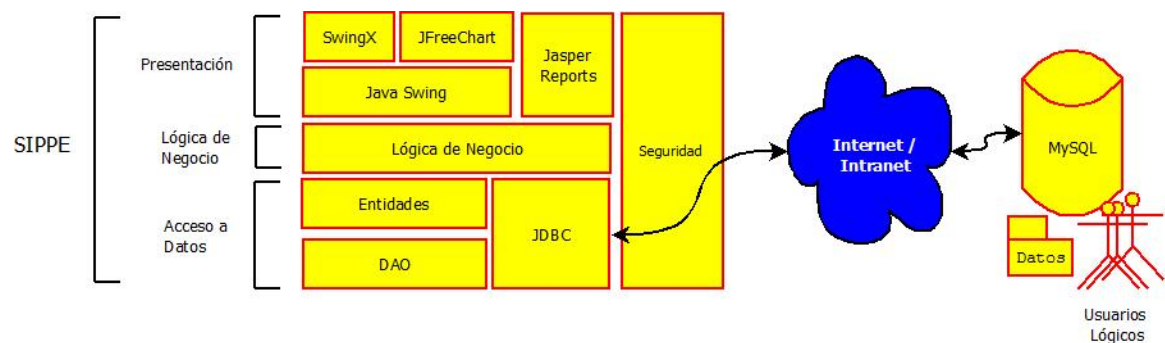 SIPPE
Presentación
Lógica de
Negocio
Acceso a
Datos
SwingX
JFreeChart
Jasper
Reports
Java Swing
Lógica de Negocio
Entidades
DAO
JDBC
Seguridad
Internet /
Intranet
MySQL
Datos
Usuarios
Lógicos